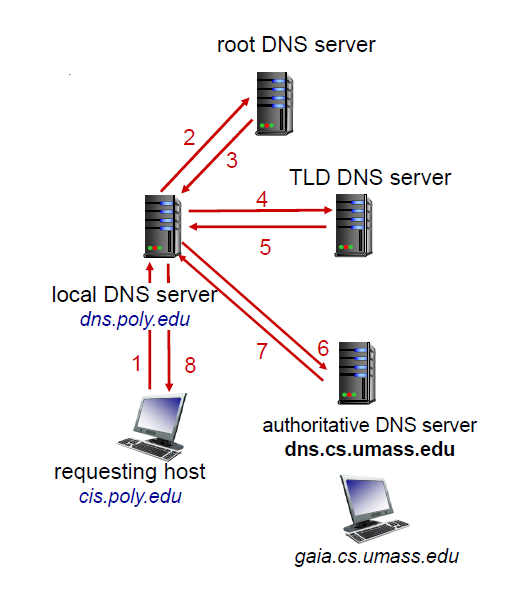 root DNS server
2
3
TLD DNS server
4
5
local DNS server
dns.poly.edu
1
8
7
6
authoritative DNS server
dns.cs.umass.edu
requesting host
cis.poly.edu
gaia.cs.umass.edu